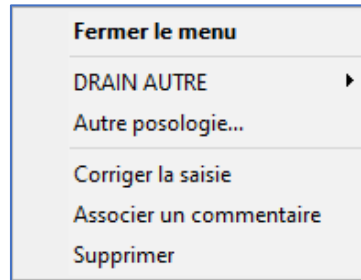 Fermer le menu
DRAIN AUTRE
Autre posologie...
Corriger la saisie
Associer un commentaire
Supprimer